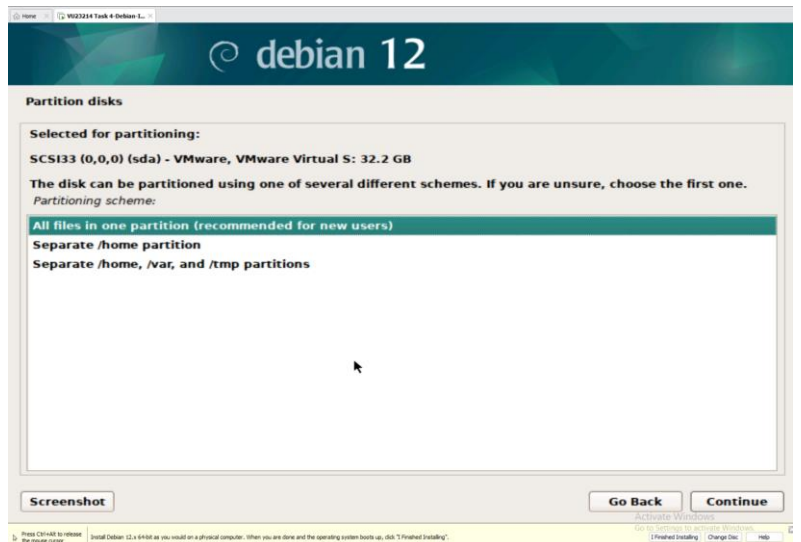 Home
VU23214 Task 4-Debian-1...
debian 12
Partition disks
Selected for partitioning:
SCSI33 (0,0,0) (sda) - VMware, VMware Virtual S: 32.2 GB
The disk can be partitioned using one of several different schemes. If you are unsure, choose the first one.
Partitioning scheme:
All files in one partition (recommended for new users)
Separate /home partition
Separate /home, /var, and /tmp partitions
Screenshot
Go Back
Continue
Activate Windows
Go to Settings to activate Windows.
Press Ctrl+Alt to release
the mouse cursor
Install Debian 12.x 64-bit as you would on a physical computer. When you are done and the operating system boots up, click "I Finished Installing".
I Finished Installing
Change Disc
Help